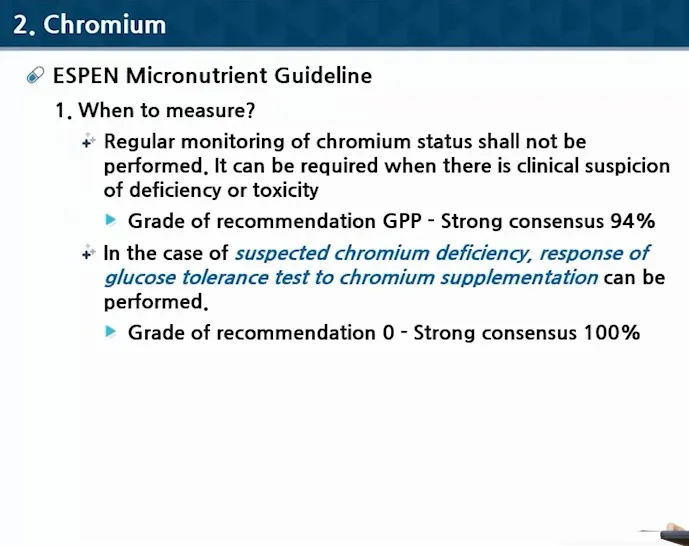 2. Chromium
ESPEN Micronutrient Guideline
1. When to measure?
Regular monitoring of chromium status shall not be
performed. It can be required when there is clinical suspicion
of deficiency or toxicity
Grade of recommendation GPP - Strong consensus 94%
In the case of suspected chromium deficiency, response of
glucose tolerance test to chromium supplementation can be
performed.
Grade of recommendation 0 - Strong consensus 100%